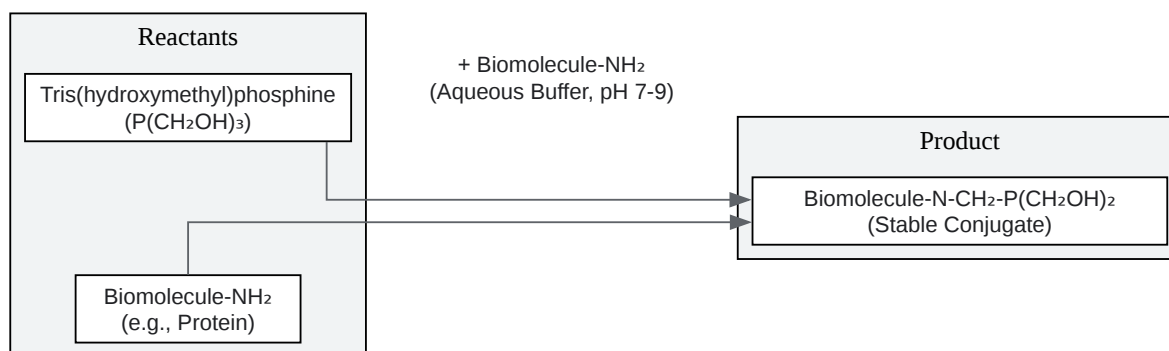 Reactants
Tris(hydroxymethyl)phosphine
(P(CH₂OH)₃)
+ Biomolecule-NH₂
(Aqueous Buffer, pH 7-9)
Product
Biomolecule-N-CH₂-P(CH₂OH)₂
(Stable Conjugate)
Biomolecule-NH₂
(e.g., Protein)